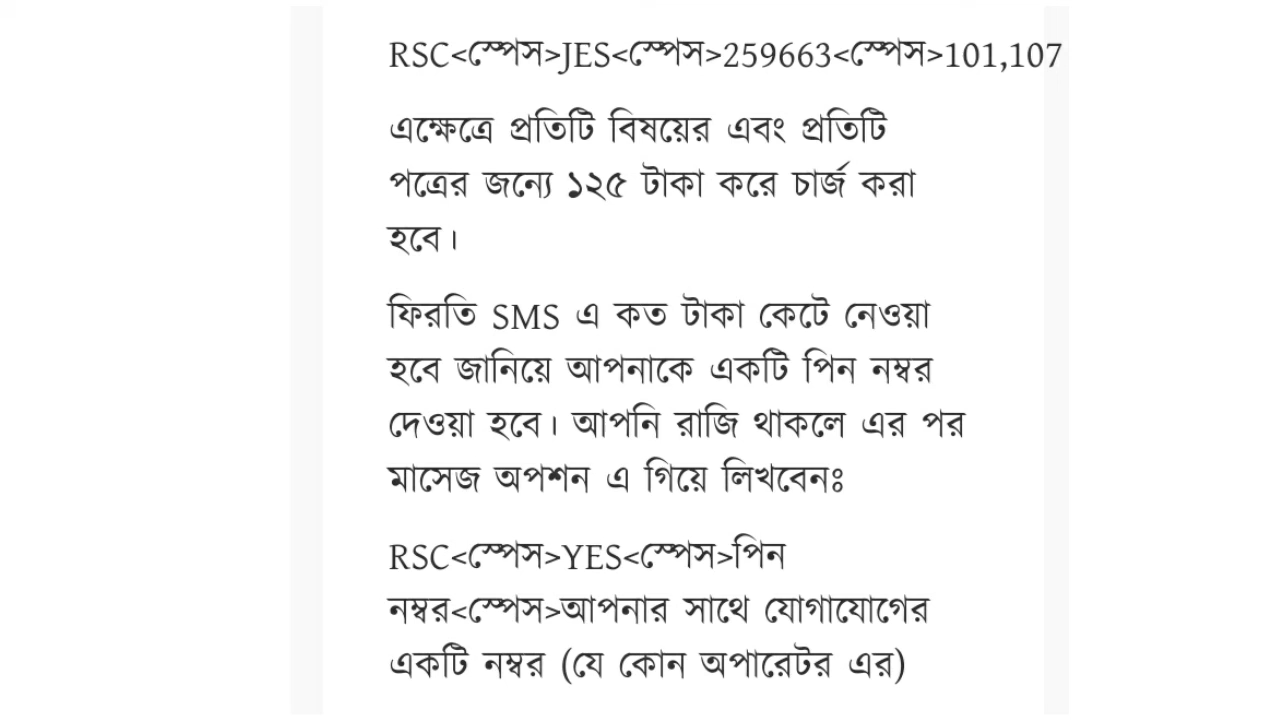 RSC<স্পেস>JES<স্পেস>259663<স্পেস>101,107
এক্ষেত্রে প্রতিটি বিষয়ের এবং প্রতিটি
পত্রের জন্যে ১২৫ টাকা করে চার্জ করা
হবে।
ফিরতি SMS এ কত টাকা কেটে নেওয়া
হবে জানিয়ে আপনাকে একটি পিন নম্বর
দেওয়া হবে। আপনি রাজি থাকলে এর পর
মাসেজ অপশন এ গিয়ে লিখবেনঃ
RSC<স্পেস>YES<স্পেস>পিন
নম্বর<স্পেস>আপনার সাথে যোগাযোগের
একটি নম্বর (যে কোন অপারেটর এর)